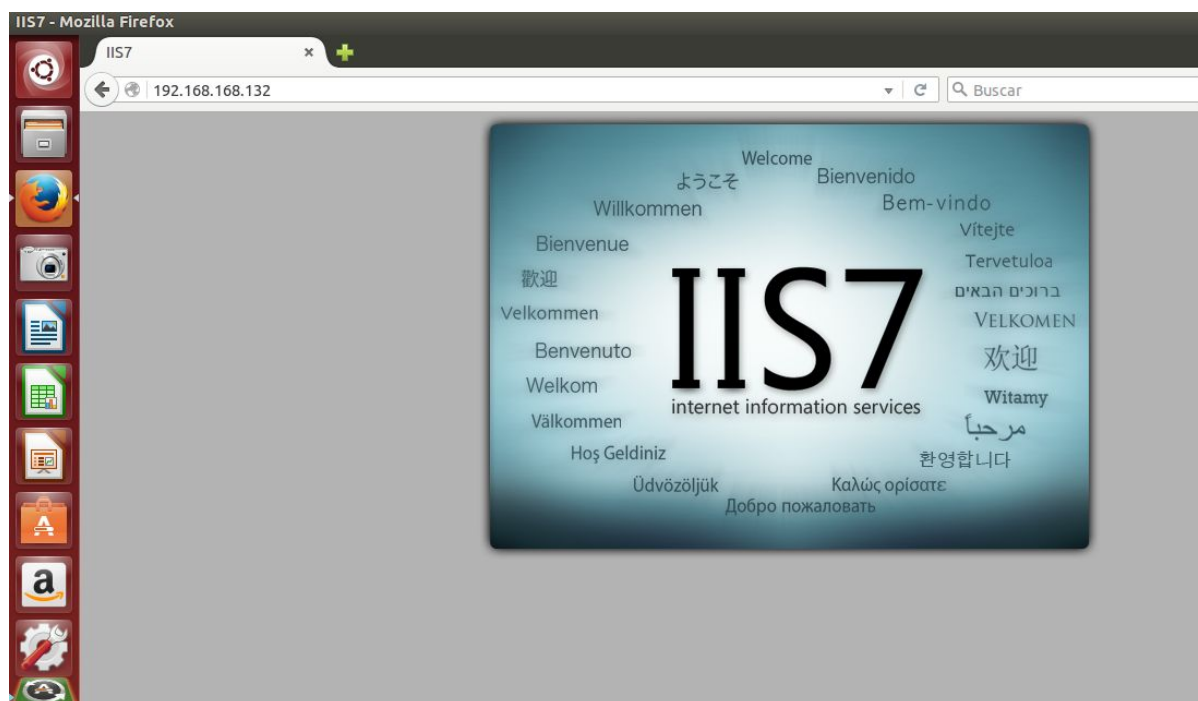 IIS7 - Mozilla Firefox
IIS7
192.168.168.132
Buscar
Welcome
ようこそ
Bienvenido
Willkommen
Bem-vindo
Vítejte
Bienvenue
Tervetuloa
歡迎
ברוכים הבאים
Velkommen
VELKOMEN
Benvenuto
欢迎
IIS7
Welkom
Witamy
internet information services
Välkommen
مرحباً
Hoş Geldiniz
환영합니다
Üdvözöljük
Καλώς ορίσατε
Добро пожаловать